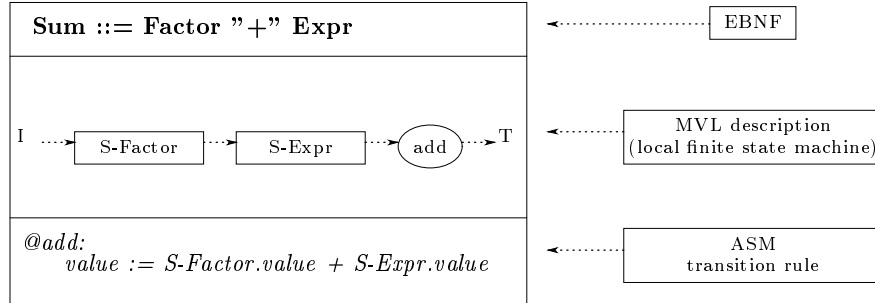 Sum ::= Factor ”+” Expr
EBNF
I
S-Factor
S-Expr
add
T
MVL description
(local finite state machine)
@add:
value := S-Factor.value + S-Expr.value
ASM
transition rule